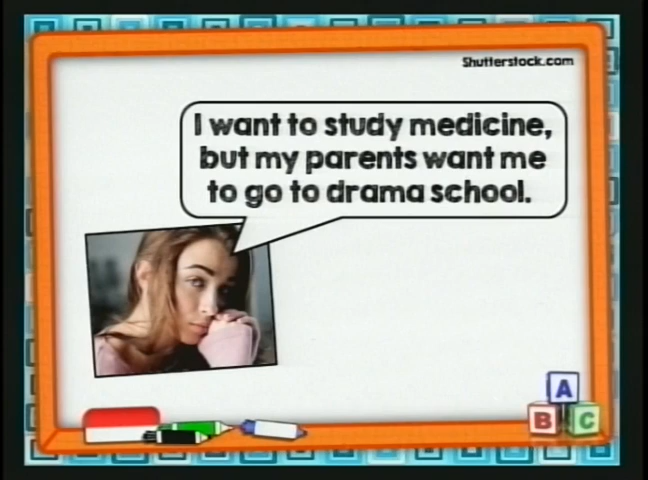 Shutterstock.com
I want to study medicine,
but my parents want me
to go to drama school.
A
B C